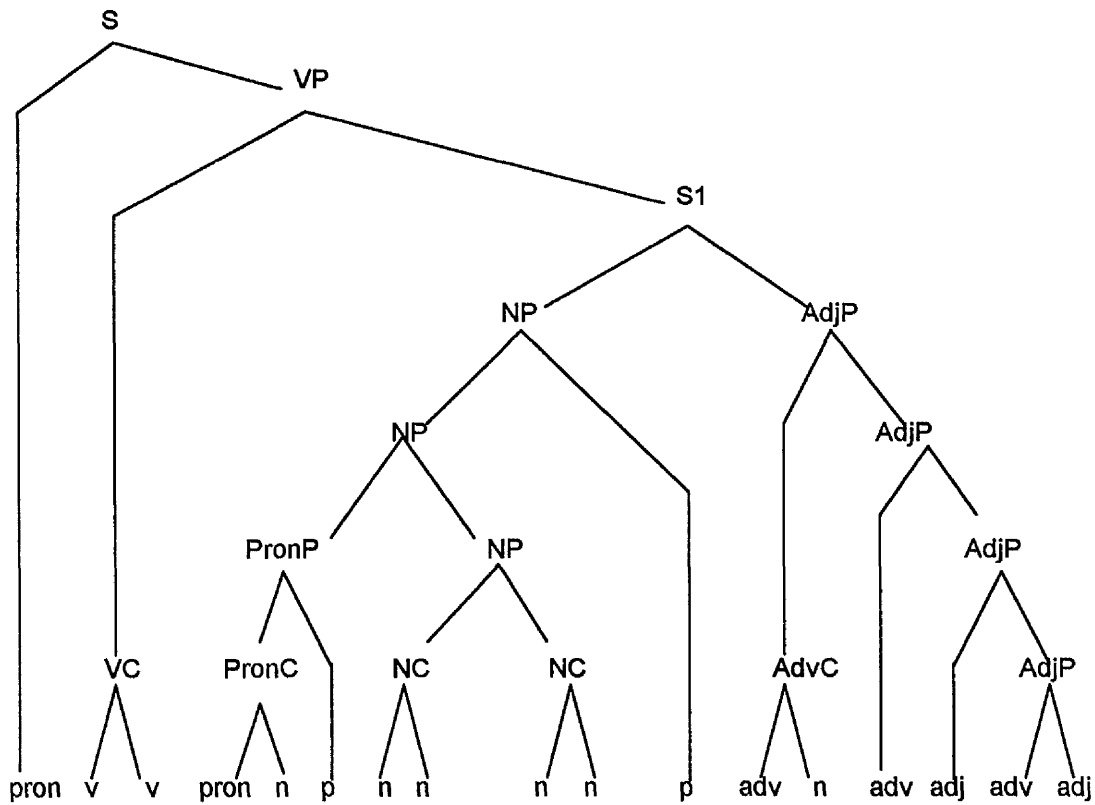 S
VP
S1
NP AdjP
NP AdjP
PronP NP AdjP
VC PronC NC NC AdvC AdjP
pron v v pron n p n n n n p adv n adv adj adv adj